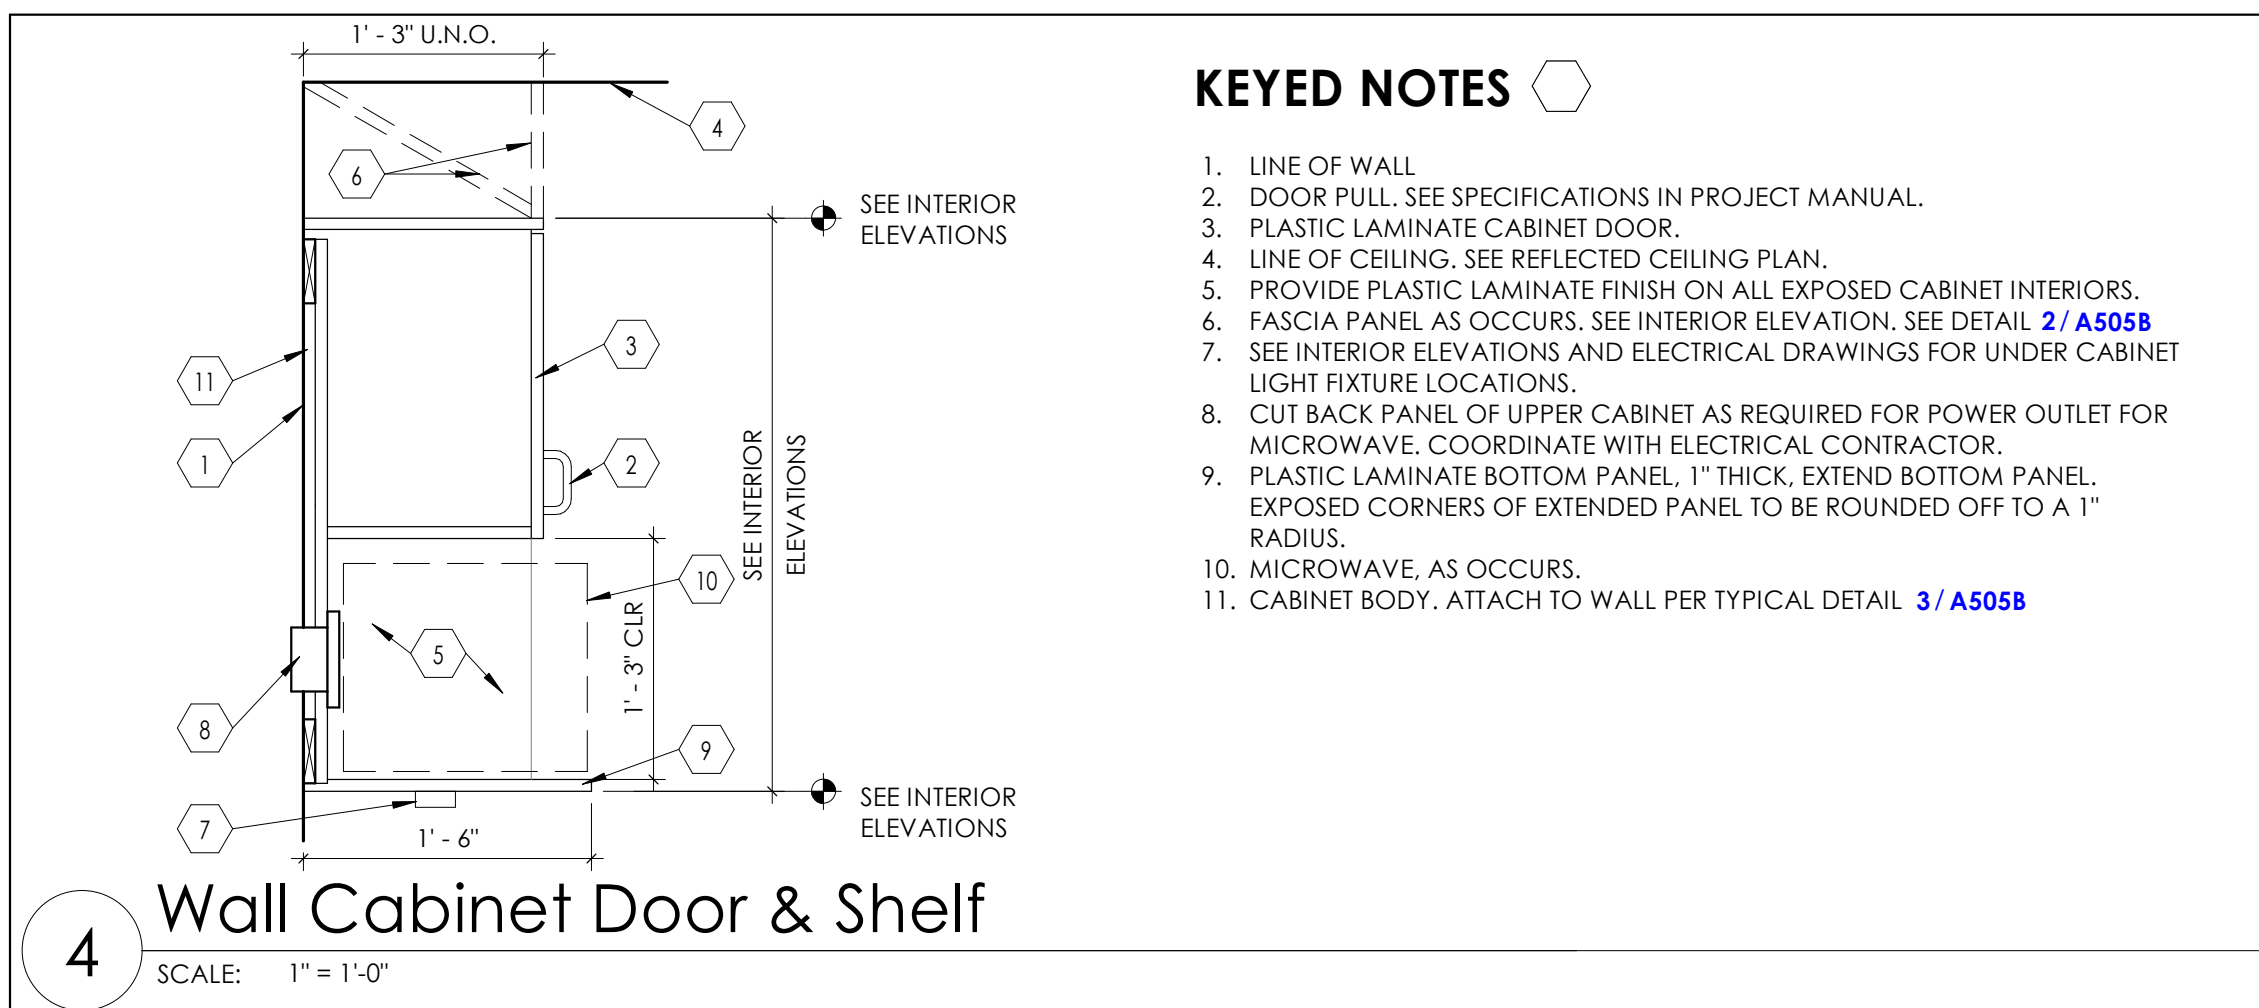 1' - 3" U.N.O.
4
6
SEE INTERIOR
ELEVATIONS
3
11
1
2
SEE INTERIOR
ELEVATIONS
10
1' - 3" CLR
5
8
9
7
SEE INTERIOR
ELEVATIONS
1' - 6"
4
Wall Cabinet Door & Shelf
SCALE: 1" = 1'-0"
KEYED NOTES
1. LINE OF WALL
2. DOOR PULL. SEE SPECIFICATIONS IN PROJECT MANUAL.
3. PLASTIC LAMINATE CABINET DOOR.
4. LINE OF CEILING. SEE REFLECTED CEILING PLAN.
5. PROVIDE PLASTIC LAMINATE FINISH ON ALL EXPOSED CABINET INTERIORS.
6. FASCIA PANEL AS OCCURS. SEE INTERIOR ELEVATION. SEE DETAIL 2/A505B
7. SEE INTERIOR ELEVATIONS AND ELECTRICAL DRAWINGS FOR UNDER CABINET
LIGHT FIXTURE LOCATIONS.
8. CUT BACK PANEL OF UPPER CABINET AS REQUIRED FOR POWER OUTLET FOR
MICROWAVE. COORDINATE WITH ELECTRICAL CONTRACTOR.
9. PLASTIC LAMINATE BOTTOM PANEL, 1" THICK, EXTEND BOTTOM PANEL.
EXPOSED CORNERS OF EXTENDED PANEL TO BE ROUNDED OFF TO A 1"
RADIUS.
10. MICROWAVE, AS OCCURS.
11. CABINET BODY. ATTACH TO WALL PER TYPICAL DETAIL 3/A505B